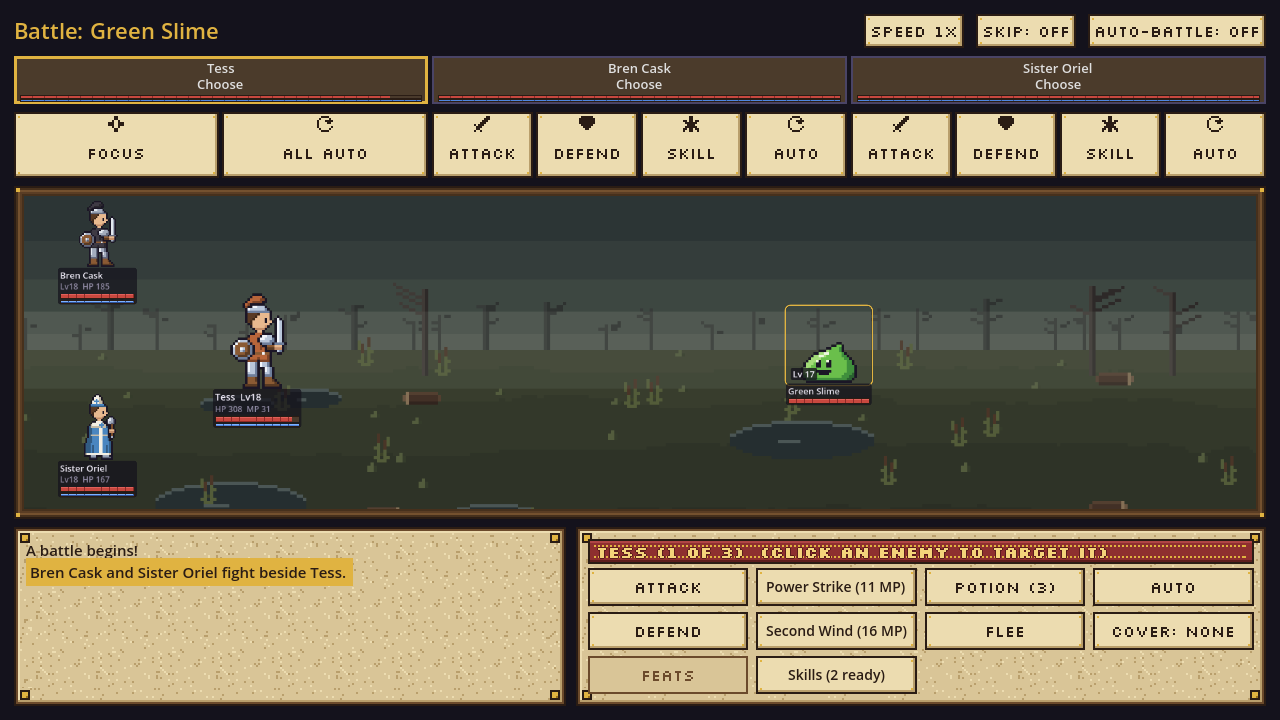 Battle: Green Slime
SPEED 1X
SKIP: OFF
AUTO-BATTLE: OFF
Tess
Choose
Bren Cask
Choose
Sister Oriel
Choose
FOCUS
ALL AUTO
ATTACK
DEFEND
SKILL
AUTO
ATTACK
DEFEND
SKILL
AUTO
Bren Cask
Lv18 HP 185
Tess Lv18
HP 308 MP 31
Sister Oriel
Lv18 HP 167
Lv 17
Green Slime
A battle begins!
Bren Cask and Sister Oriel fight beside Tess.
TESS (1 OF 3) (CLICK AN ENEMY TO TARGET IT)
ATTACK
Power Strike (11 MP)
POTION (3)
AUTO
DEFEND
Second Wind (16 MP)
FLEE
COVER: NONE
FEATS
Skills (2 ready)